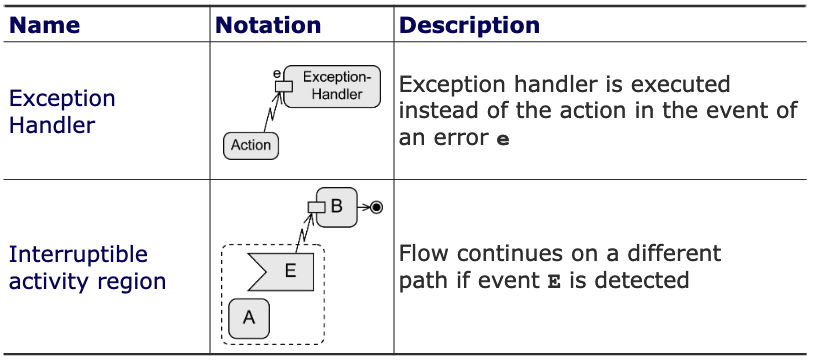 Name Notation Description
Exception
Handler
e
Exception-
Handler
Action
Exception handler is executed
instead of the action in the event of
an error e
Interruptible
activity region
B
E
A
Flow continues on a different
path if event E is detected